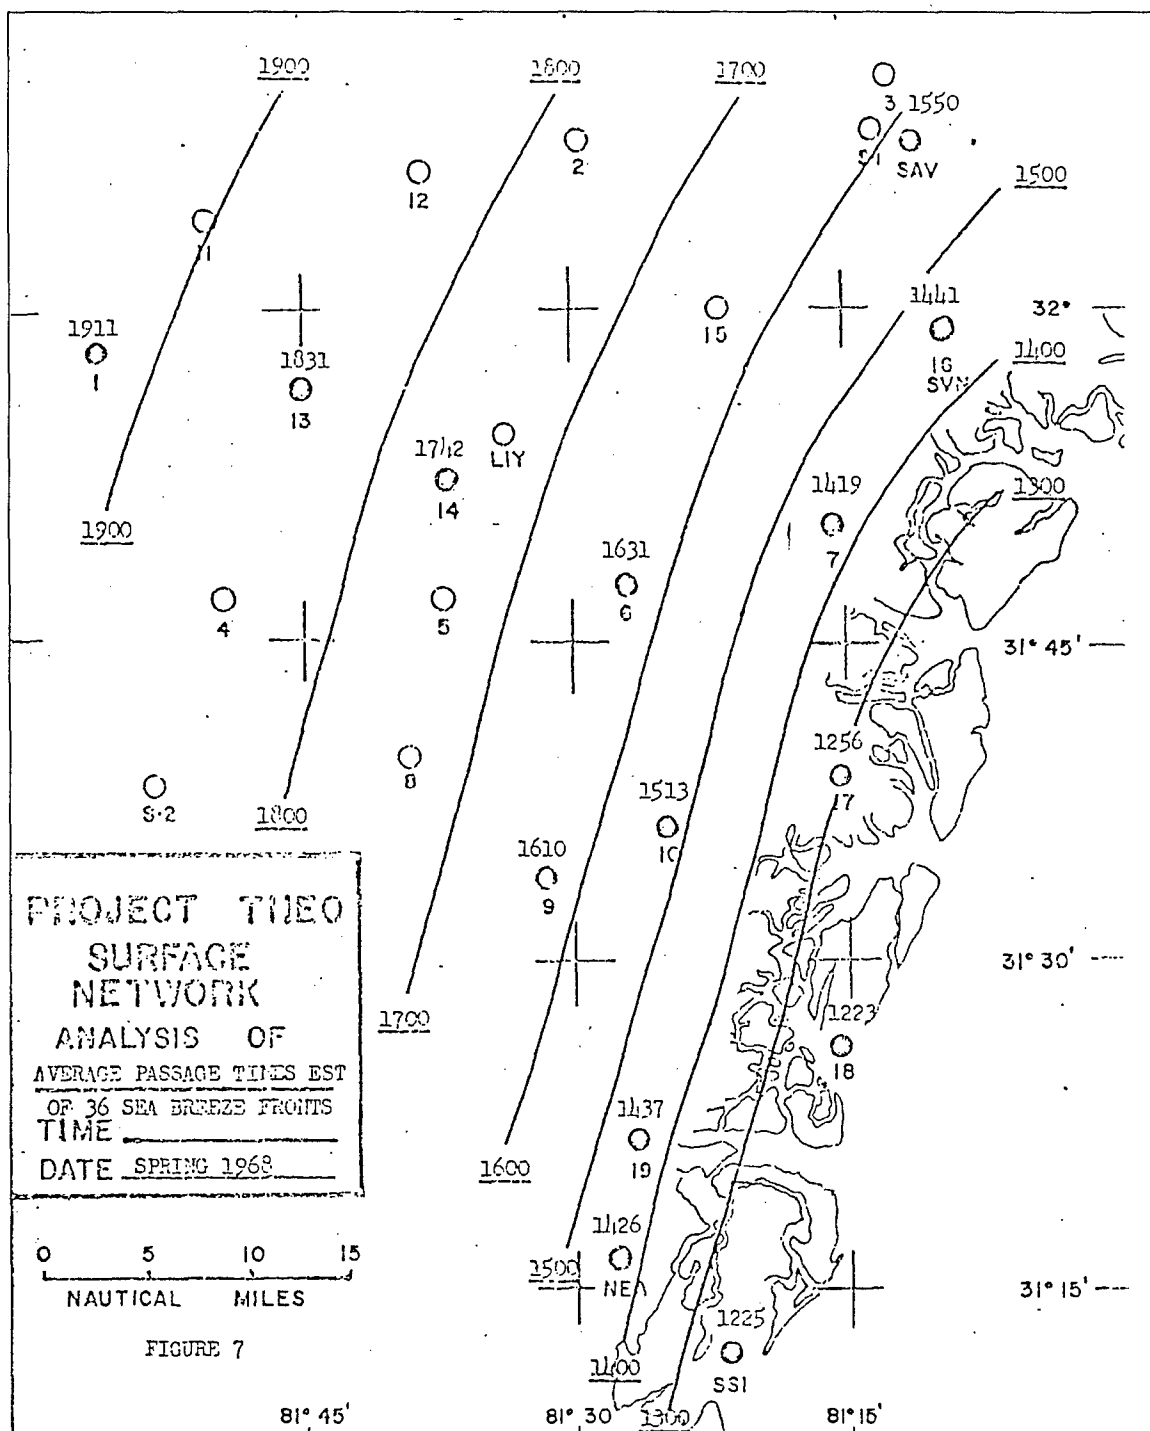 1900
1800
1700
3 1550
S1
SAV
2
12
1500
11
1441
15
32°
1911
1
1831
13
16
SVN
1400
1742
14
LIY
1419
7
1300
1900
1631
6
4
5
31° 45'
8
1256
17
S-2
1800
1513
10
1610
9
PROJECT THEO
SURFACE
NETWORK
ANALYSIS OF
AVERAGE PASSAGE TIMES EST
OF 36 SEA BREEZE FRONTS
TIME
DATE SPRING 1968
31° 30'
1700
1223
18
1437
19
1600
1426
NEA
1500
0 5 10 15
NAUTICAL MILES
31° 15'
1225
SSI
FIGURE 7
1400
81° 45'
81° 30
1300
81° 15'